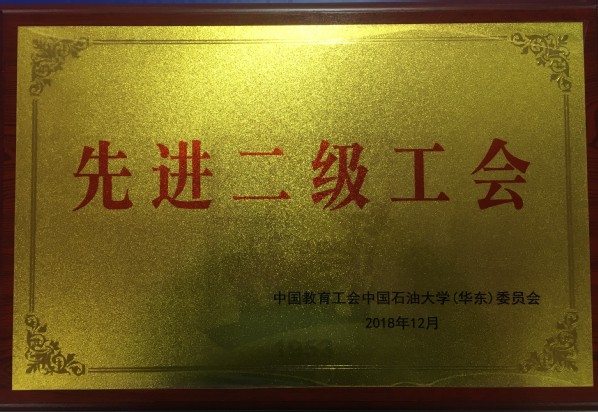 先进二级工会
中国教育工会中国石油大学(华东)委员会
2018年12月
1953